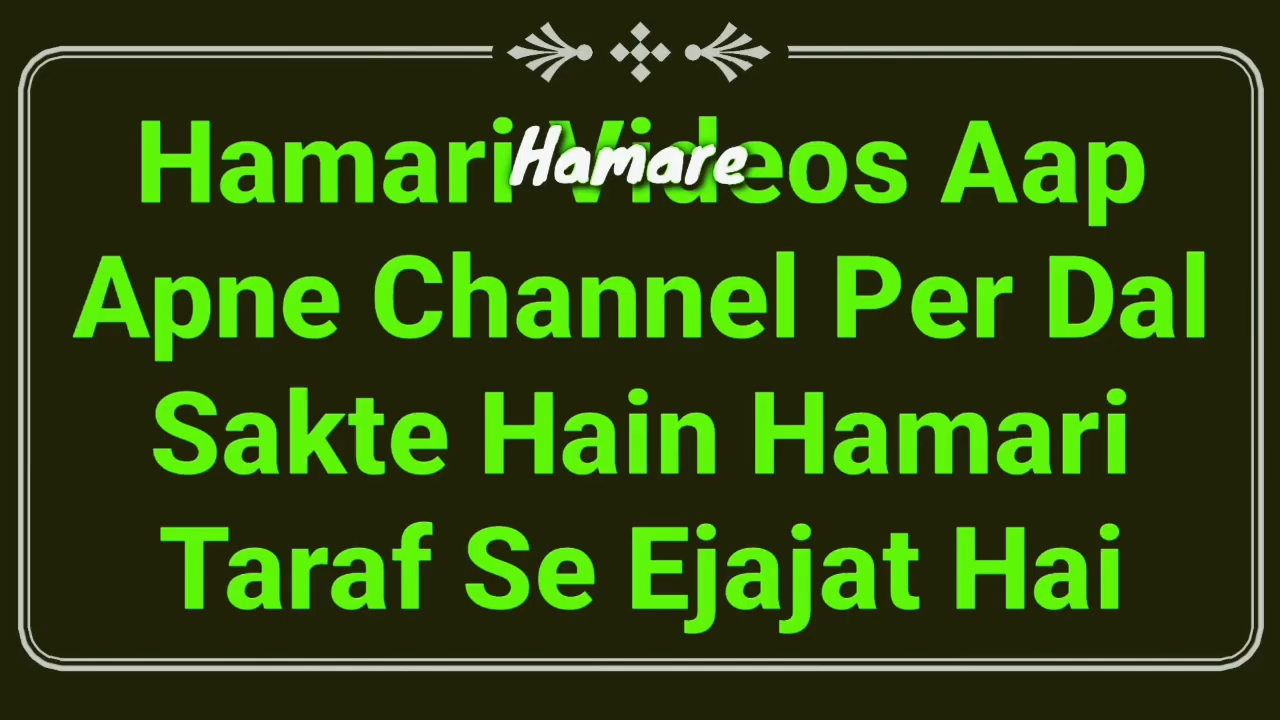 Hamari Videos Aap
Hamare
Apne Channel Per Dal
Sakte Hain Hamari
Taraf Se Ejajat Hai